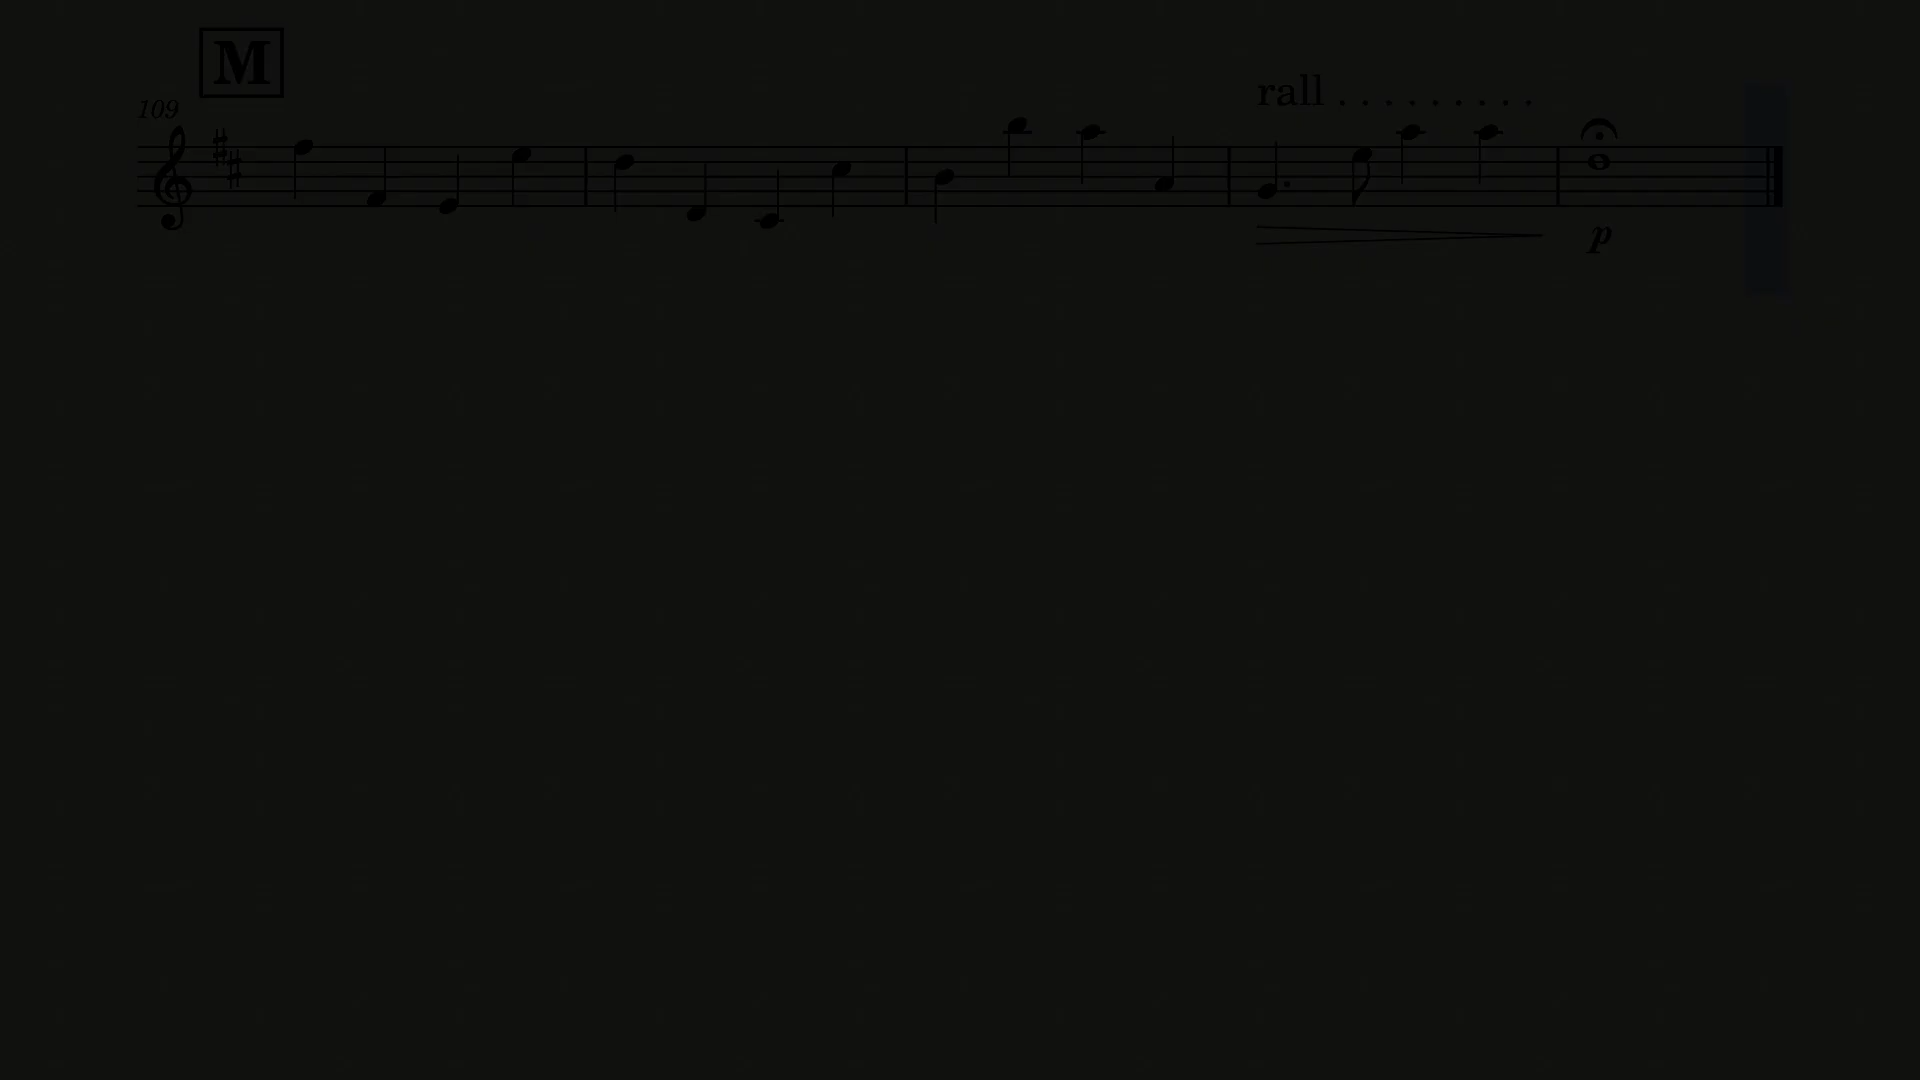 M
rall . . . . . . . . .
109
p